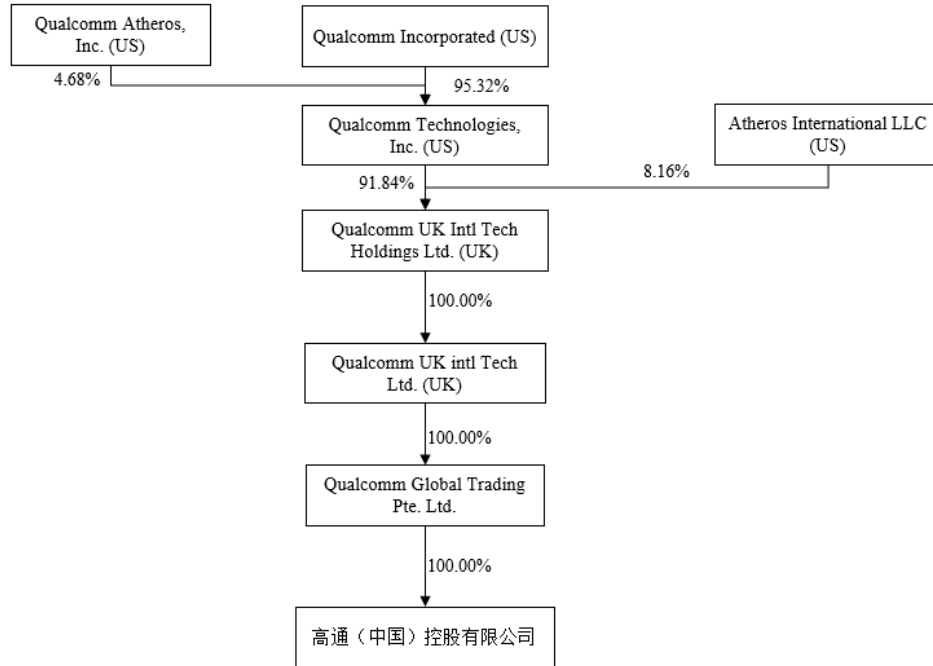 Qualcomm Atheros,
Inc. (US)
Qualcomm Incorporated (US)
4.68%
95.32%
Qualcomm Technologies,
Inc. (US)
Atheros International LLC
(US)
91.84%
8.16%
Qualcomm UK Intl Tech
Holdings Ltd. (UK)
100.00%
Qualcomm UK intl Tech
Ltd. (UK)
100.00%
Qualcomm Global Trading
Pte. Ltd.
100.00%
高通（中国）控股有限公司